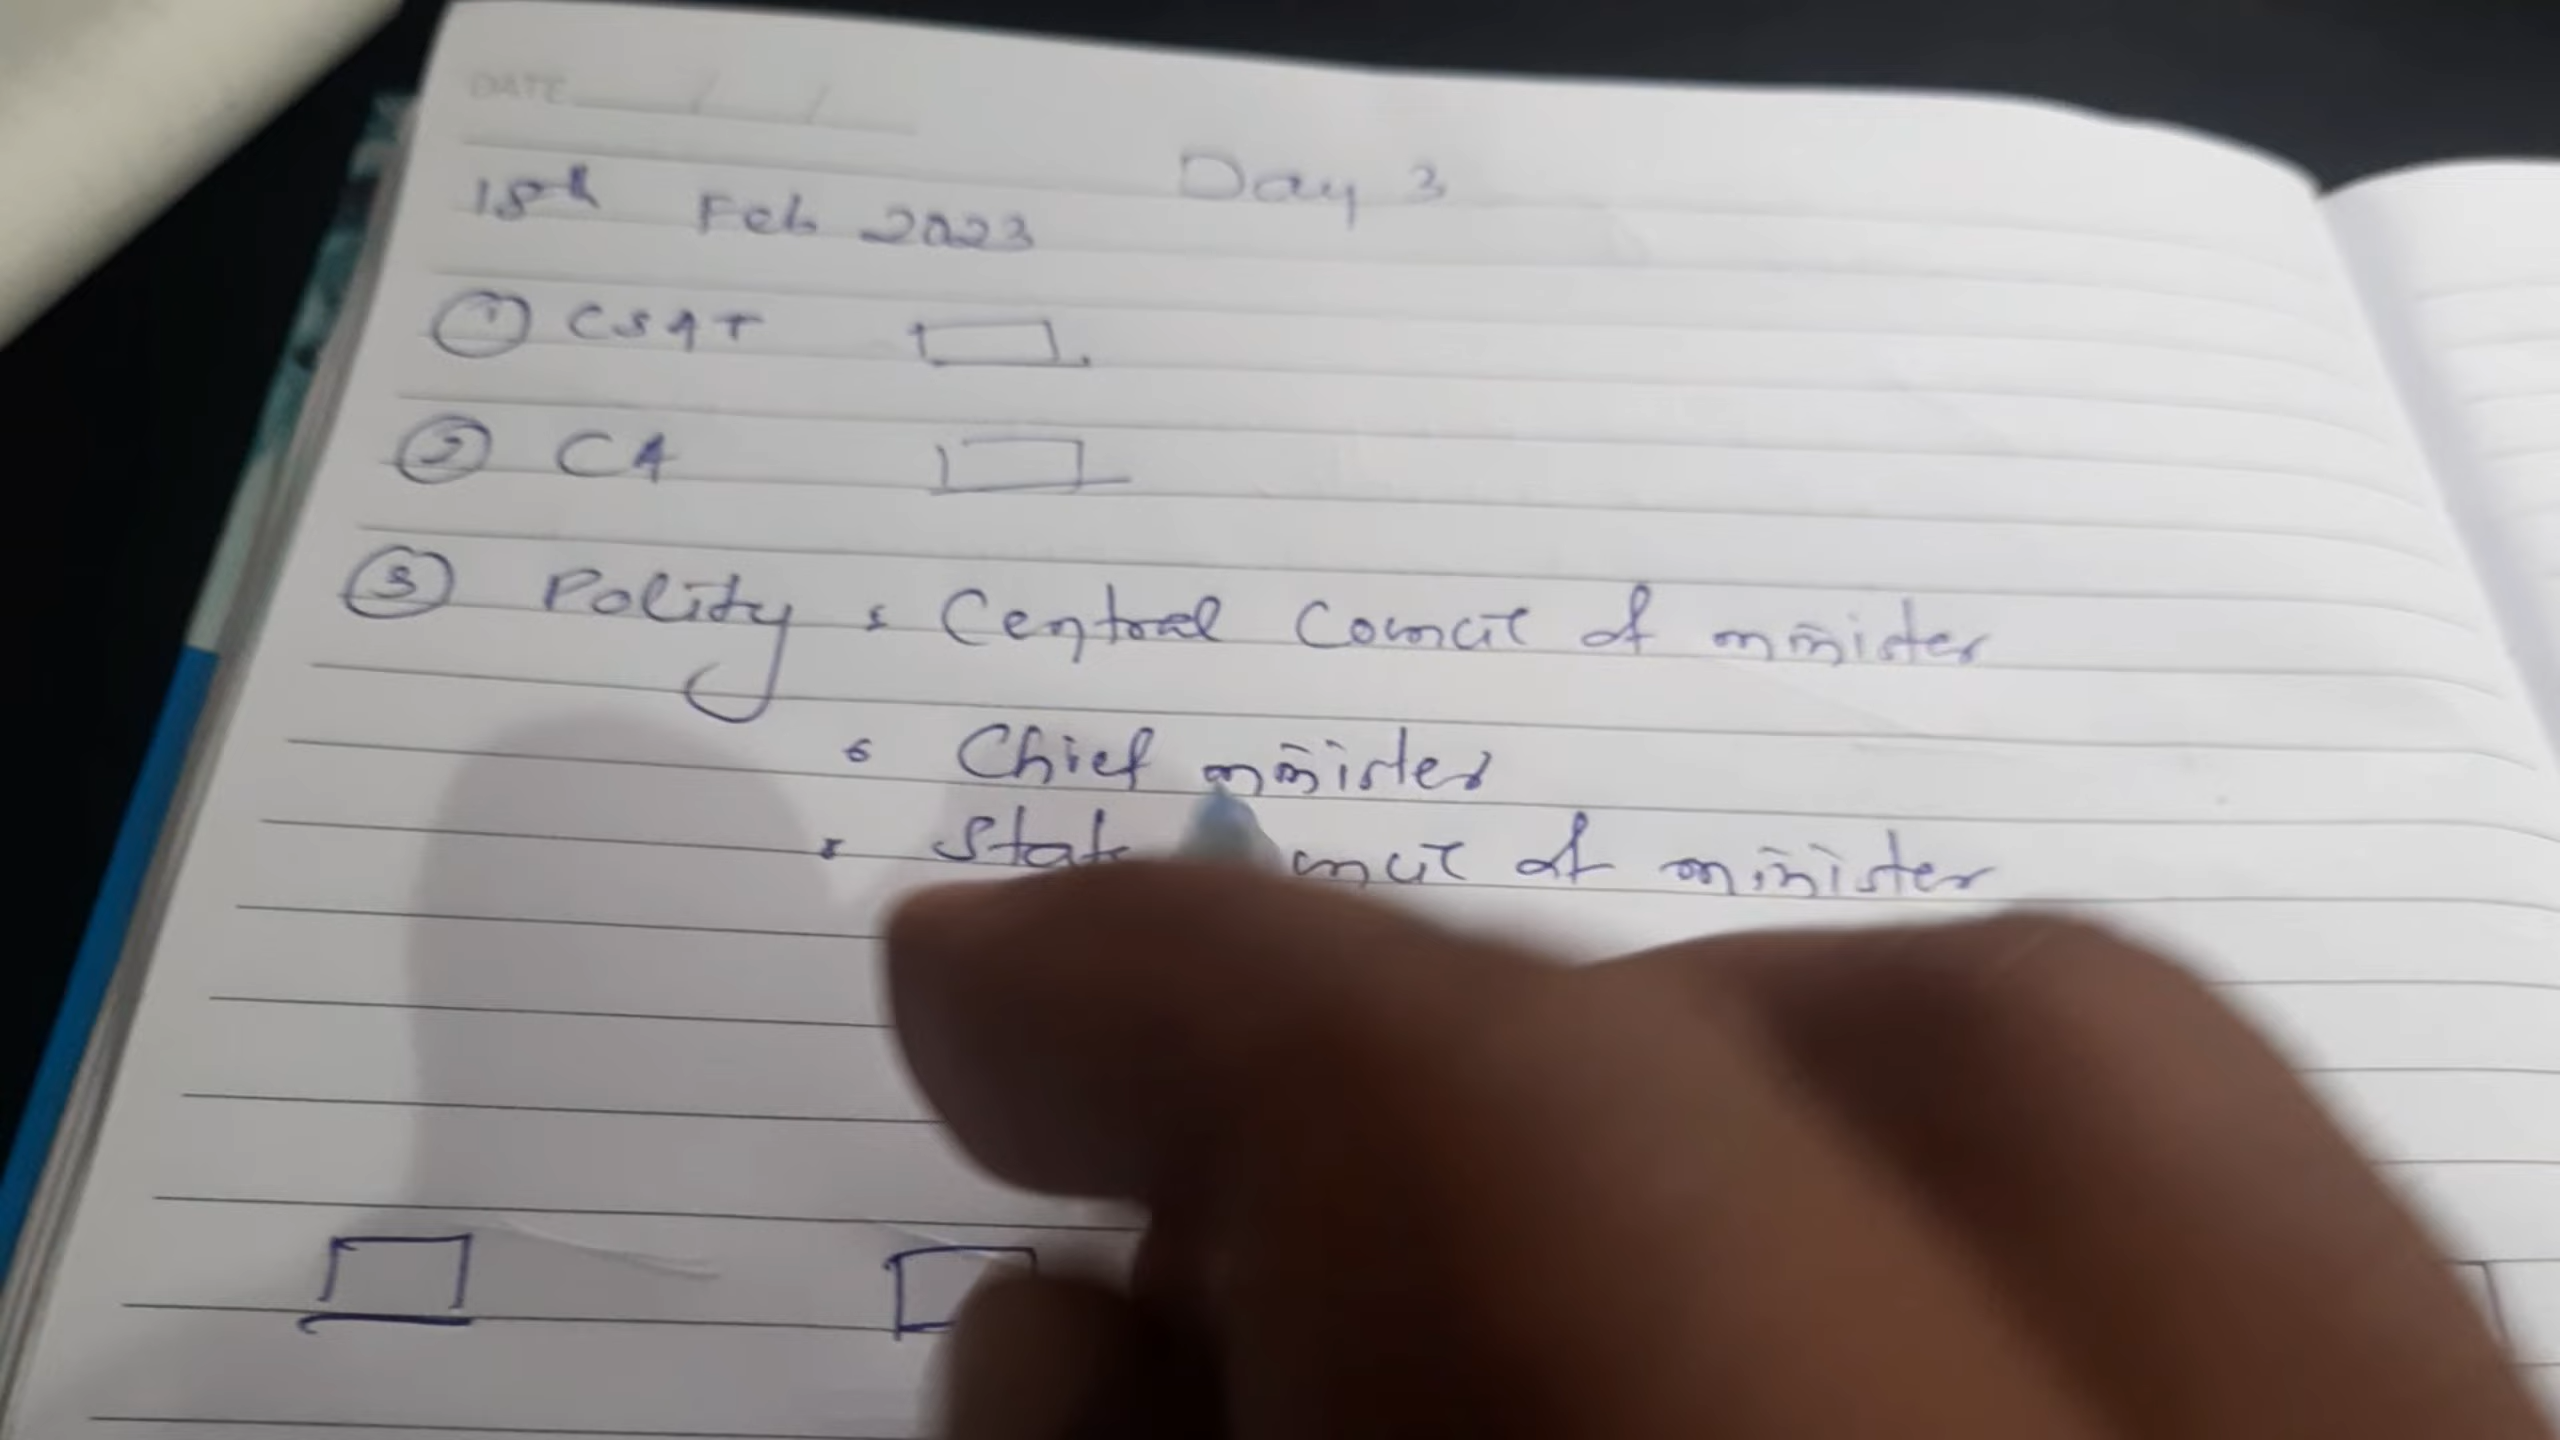 DATE / /
Day 3
18th Feb 2023
① CSAT
② CA
③ Polity • Central Council of minister
• Chief minister
• State of minister